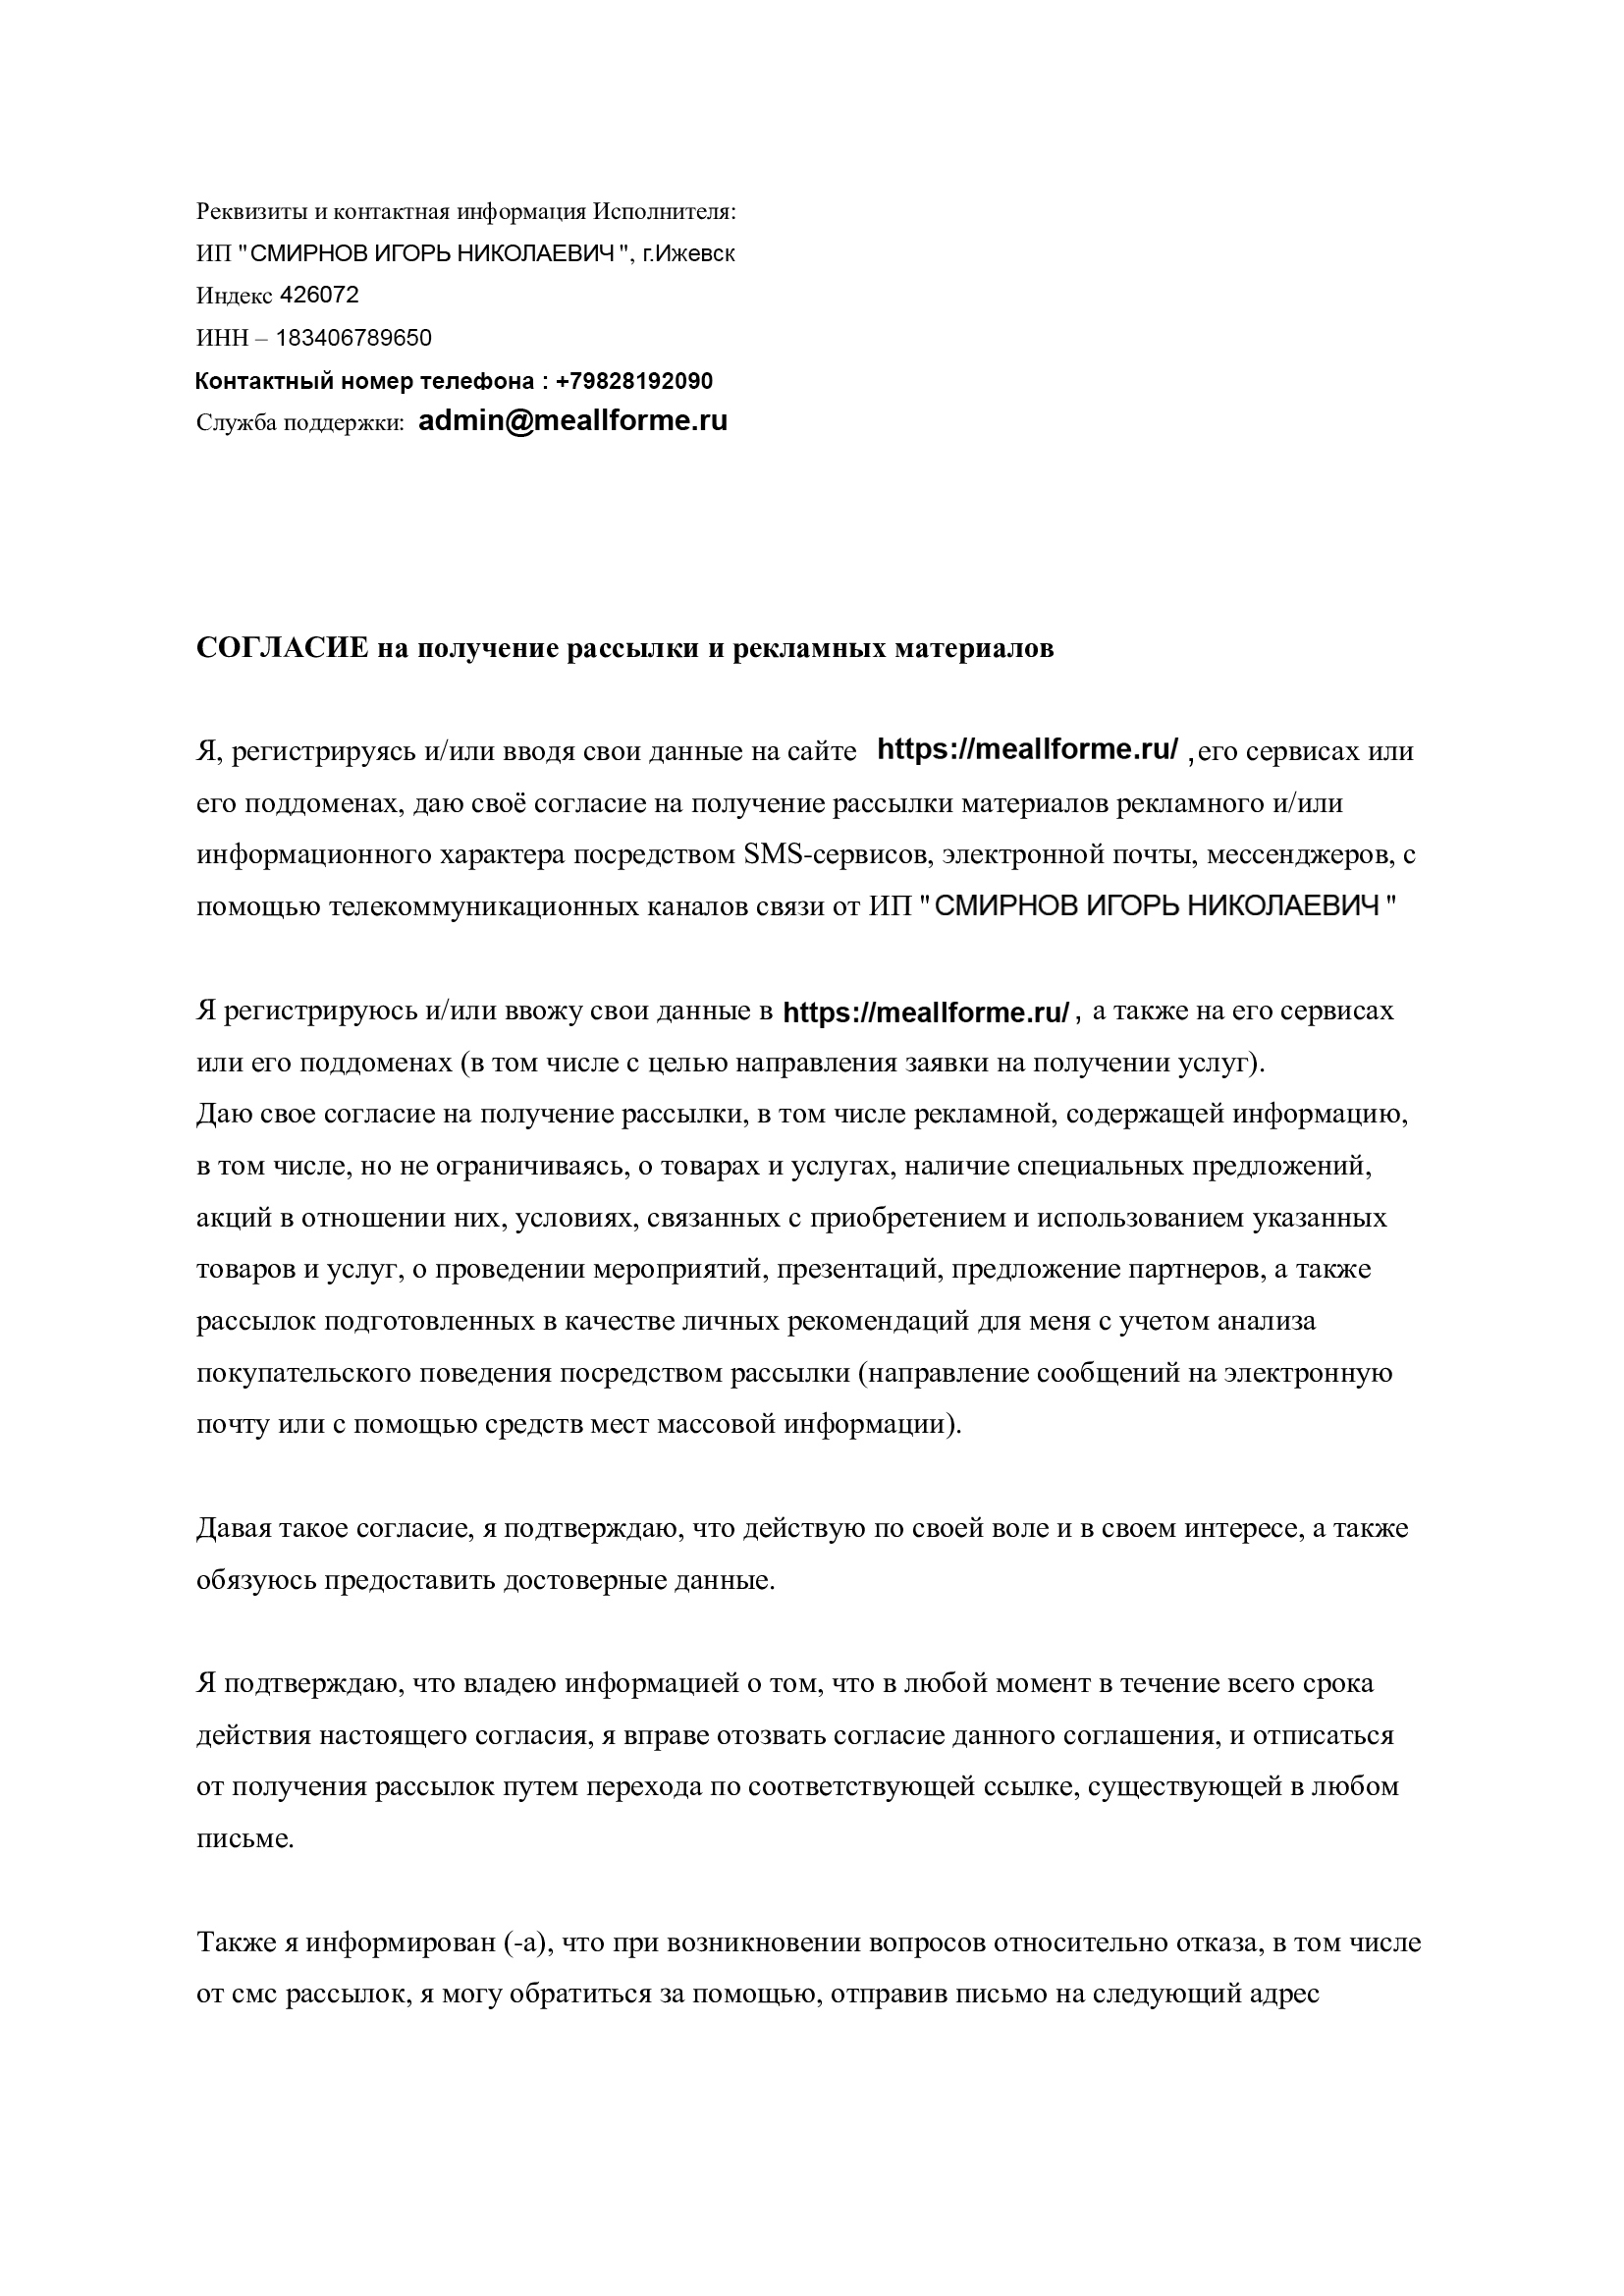 Реквизиты и контактная информация Исполнителя:
ИП "СМИРНОВ ИГОРЬ НИКОЛАЕВИЧ", г.Ижевск
Индекс 426072
ИНН – 183406789650
Контактный номер телефона : +79828192090
Служба поддержки: admin@meallforme.ru
СОГЛАСИЕ на получение рассылки и рекламных материалов
Я, регистрируясь и/или вводя свои данные на сайте https://meallforme.ru/ ,его сервисах или
его поддоменах, даю своё согласие на получение рассылки материалов рекламного и/или
информационного характера посредством SMS-сервисов, электронной почты, мессенджеров, с
помощью телекоммуникационных каналов связи от ИП "СМИРНОВ ИГОРЬ НИКОЛАЕВИЧ"
Я регистрируюсь и/или ввожу свои данные в https://meallforme.ru/ , а также на его сервисах
или его поддоменах (в том числе с целью направления заявки на получении услуг).
Даю свое согласие на получение рассылки, в том числе рекламной, содержащей информацию,
в том числе, но не ограничиваясь, о товарах и услугах, наличие специальных предложений,
акций в отношении них, условиях, связанных с приобретением и использованием указанных
товаров и услуг, о проведении мероприятий, презентаций, предложение партнеров, а также
рассылок подготовленных в качестве личных рекомендаций для меня с учетом анализа
покупательского поведения посредством рассылки (направление сообщений на электронную
почту или с помощью средств мест массовой информации).
Давая такое согласие, я подтверждаю, что действую по своей воле и в своем интересе, а также
обязуюсь предоставить достоверные данные.
Я подтверждаю, что владею информацией о том, что в любой момент в течение всего срока
действия настоящего согласия, я вправе отозвать согласие данного соглашения, и отписаться
от получения рассылок путем перехода по соответствующей ссылке, существующей в любом
письме.
Также я информирован (-а), что при возникновении вопросов относительно отказа, в том числе
от смс рассылок, я могу обратиться за помощью, отправив письмо на следующий адрес